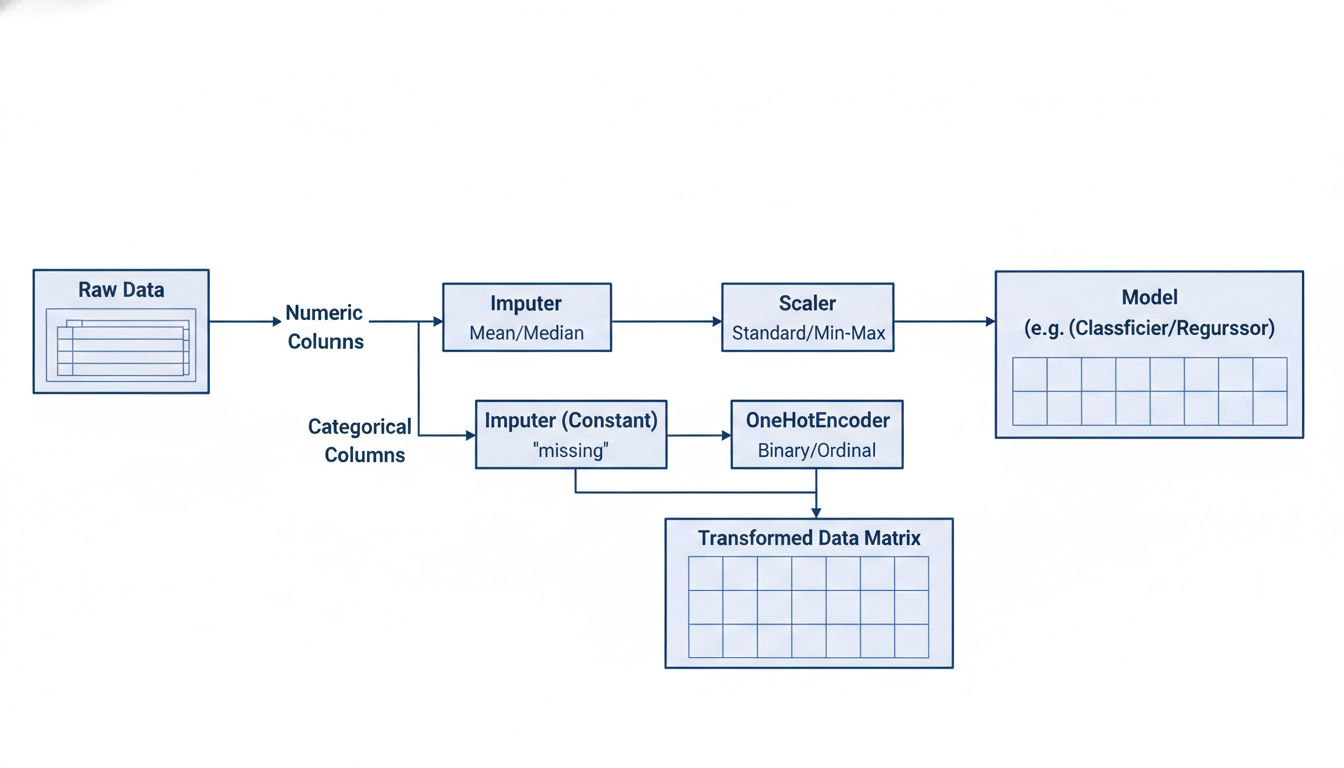 Raw Data
Numeric
Colunns
Imputer
Mean/Median
Scaler
Standard/Min-Max
Model
(e.g. (Classficier/Regurssor)
Categorical
Columns
Imputer (Constant)
"missing"
OneHotEncoder
Binary/Ordinal
Transformed Data Matrix